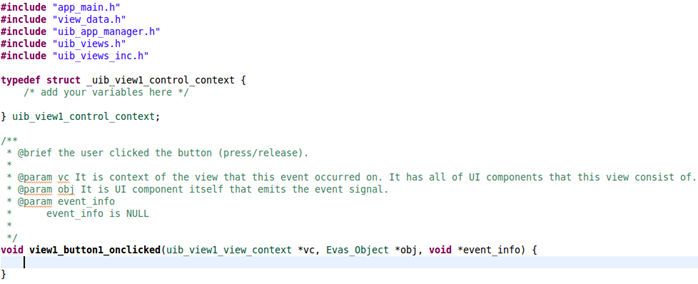 #include "app_main.h"
#include "view_data.h"
#include "uib_app_manager.h"
#include "uib_views.h"
#include "uib_views_inc.h"

typedef struct _uib_view1_control_context {
    /* add your variables here */

} uib_view1_control_context;

/**
 * @brief the user clicked the button (press/release).
 *
 * @param vc It is context of the view that this event occurred on. It has all of UI components that this view consist of.
 * @param obj It is UI component itself that emits the event signal.
 * @param event_info
 *      event_info is NULL
 *
 */
void view1_button1_onclicked(uib_view1_view_context *vc, Evas_Object *obj, void *event_info) {

}